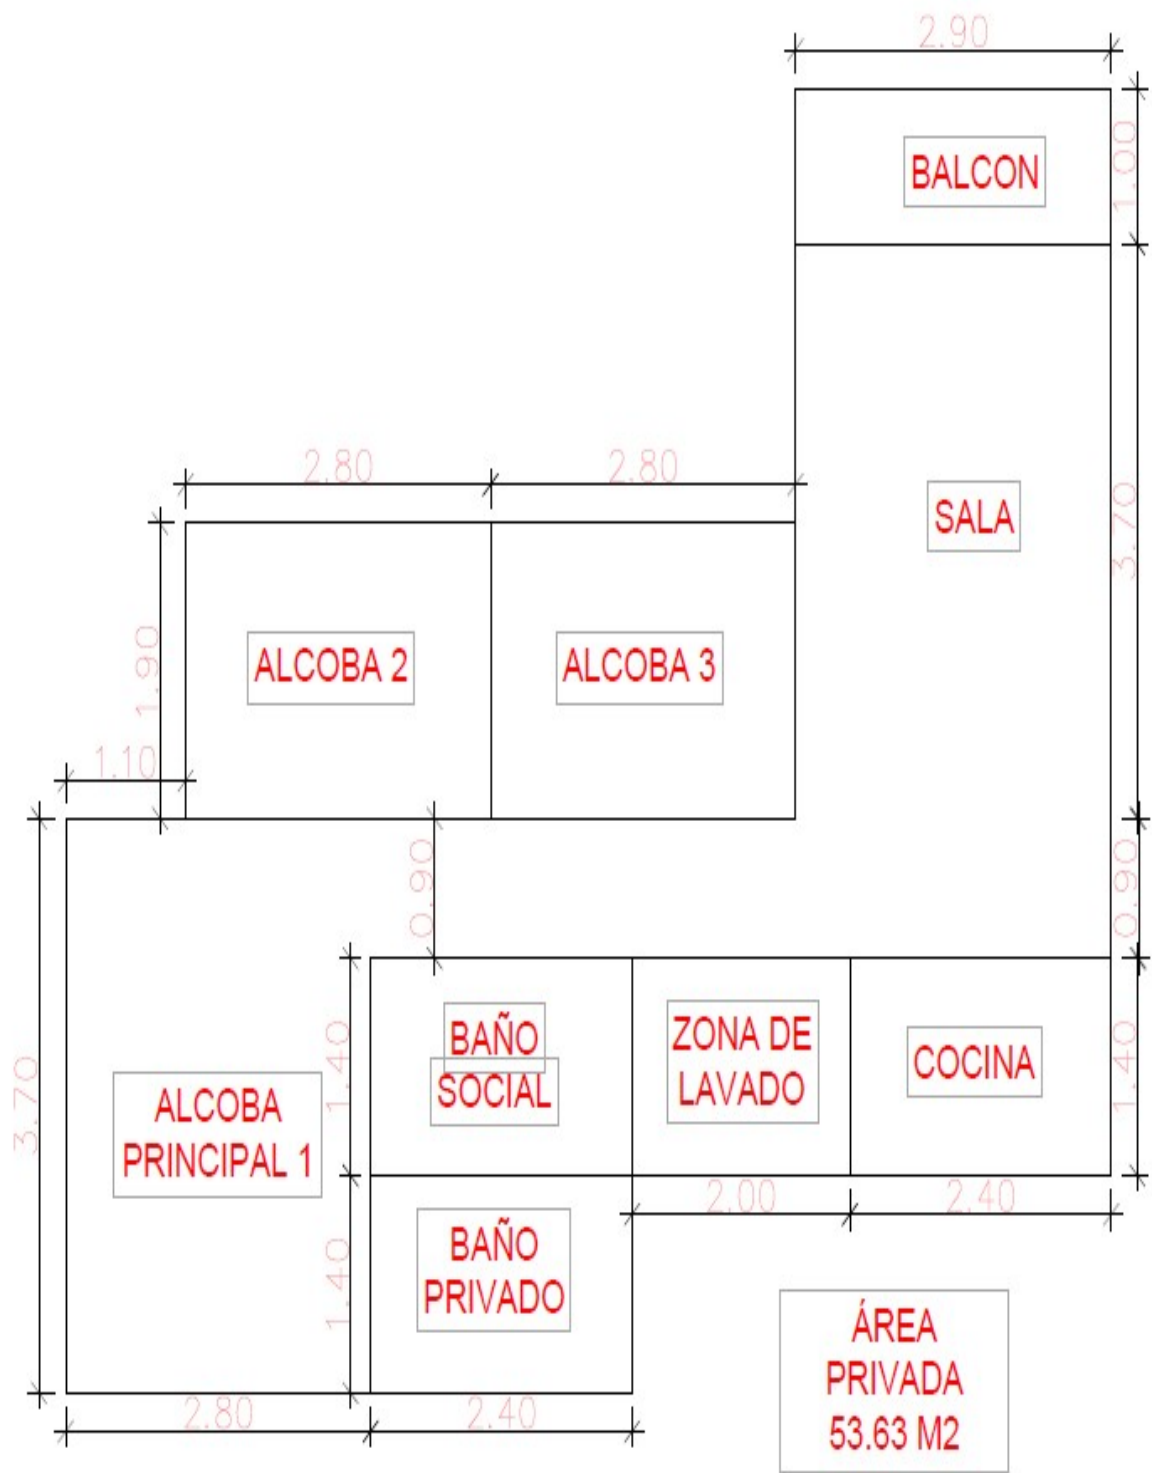 2.90
BALCON
1.00
2.80
2.80
SALA
3.70
1.90
ALCOBA 2
ALCOBA 3
1.10
0.90
0.90
BAÑO
SOCIAL
ZONA DE
LAVADO
COCINA
1.40
1.40
3.70
ALCOBA
PRINCIPAL 1
2.00
2.40
BAÑO
PRIVADO
1.40
2.80
2.40
ÁREA
PRIVADA
53.63 M2